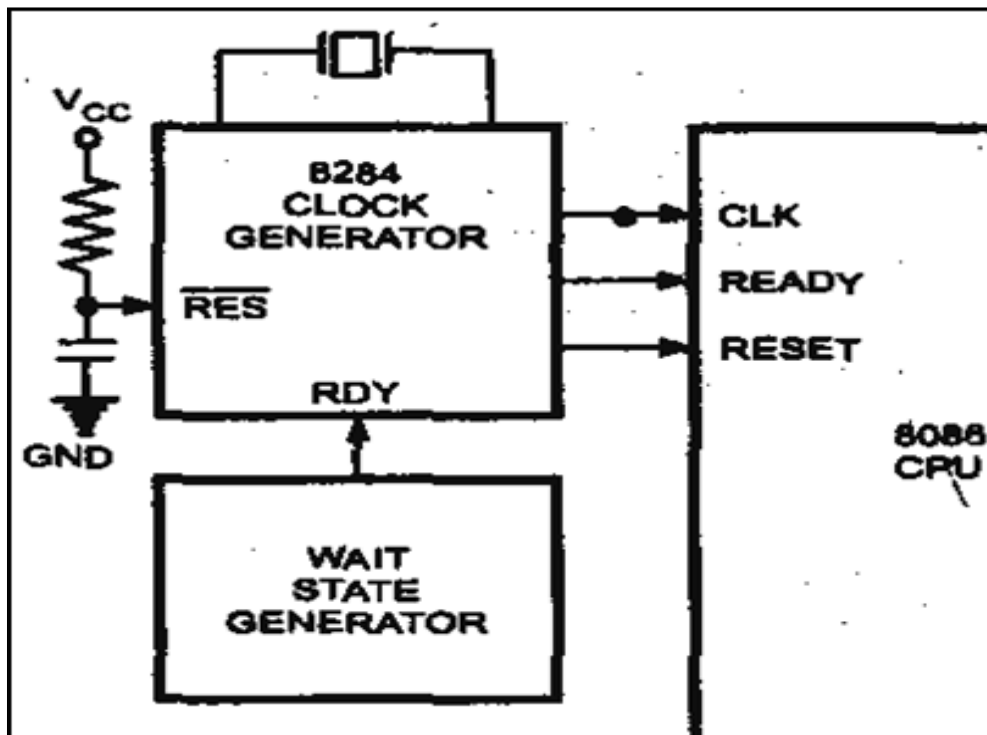 VCC
8284
CLOCK
GENERATOR
RES
RDY
GND
CLK
READY
RESET
8086
CPU
WAIT
STATE
GENERATOR